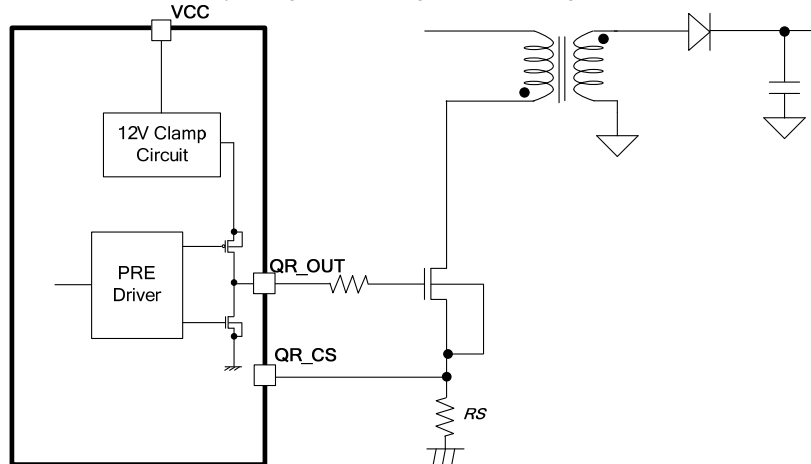 VCC
12V Clamp
Circuit
PRE
Driver
QR_OUT
QR_CS
RS